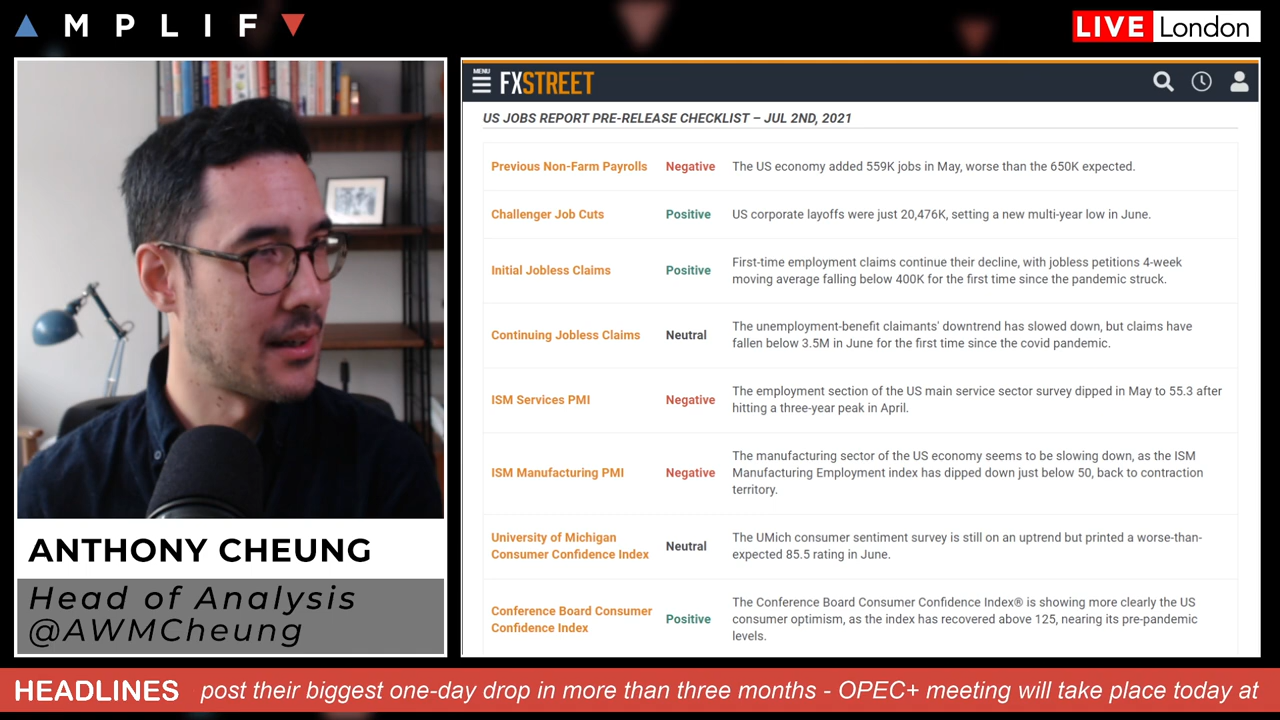 MPLIF
LIVE London
MENU
FXSTREET
US JOBS REPORT PRE-RELEASE CHECKLIST – JUL 2ND, 2021
Previous Non-Farm Payrolls Negative The US economy added 559K jobs in May, worse than the 650K expected.
Challenger Job Cuts Positive US corporate layoffs were just 20,476K, setting a new multi-year low in June.
Initial Jobless Claims Positive First-time employment claims continue their decline, with jobless petitions 4-week
moving average falling below 400K for the first time since the pandemic struck.
Continuing Jobless Claims Neutral The unemployment-benefit claimants' downtrend has slowed down, but claims have
fallen below 3.5M in June for the first time since the covid pandemic.
ISM Services PMI Negative The employment section of the US main service sector survey dipped in May to 55.3 after
hitting a three-year peak in April.
ISM Manufacturing PMI Negative The manufacturing sector of the US economy seems to be slowing down, as the ISM
Manufacturing Employment index has dipped down just below 50, back to contraction
territory.
University of Michigan
Consumer Confidence Index Neutral The UMich consumer sentiment survey is still on an uptrend but printed a worse-than-
expected 85.5 rating in June.
Conference Board Consumer
Confidence Index Positive The Conference Board Consumer Confidence Index® is showing more clearly the US
consumer optimism, as the index has recovered above 125, nearing its pre-pandemic
levels.
ANTHONY CHEUNG
Head of Analysis
@AWMCheung
HEADLINES post their biggest one-day drop in more than three months - OPEC+ meeting will take place today at